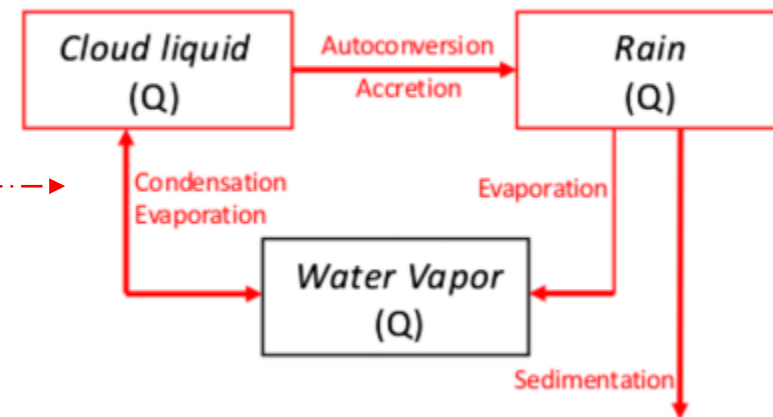 Cloud liquid
(Q)
Autoconversion
Accretion
Rain
(Q)
Condensation
Evaporation
Evaporation
Water Vapor
(Q)
Sedimentation